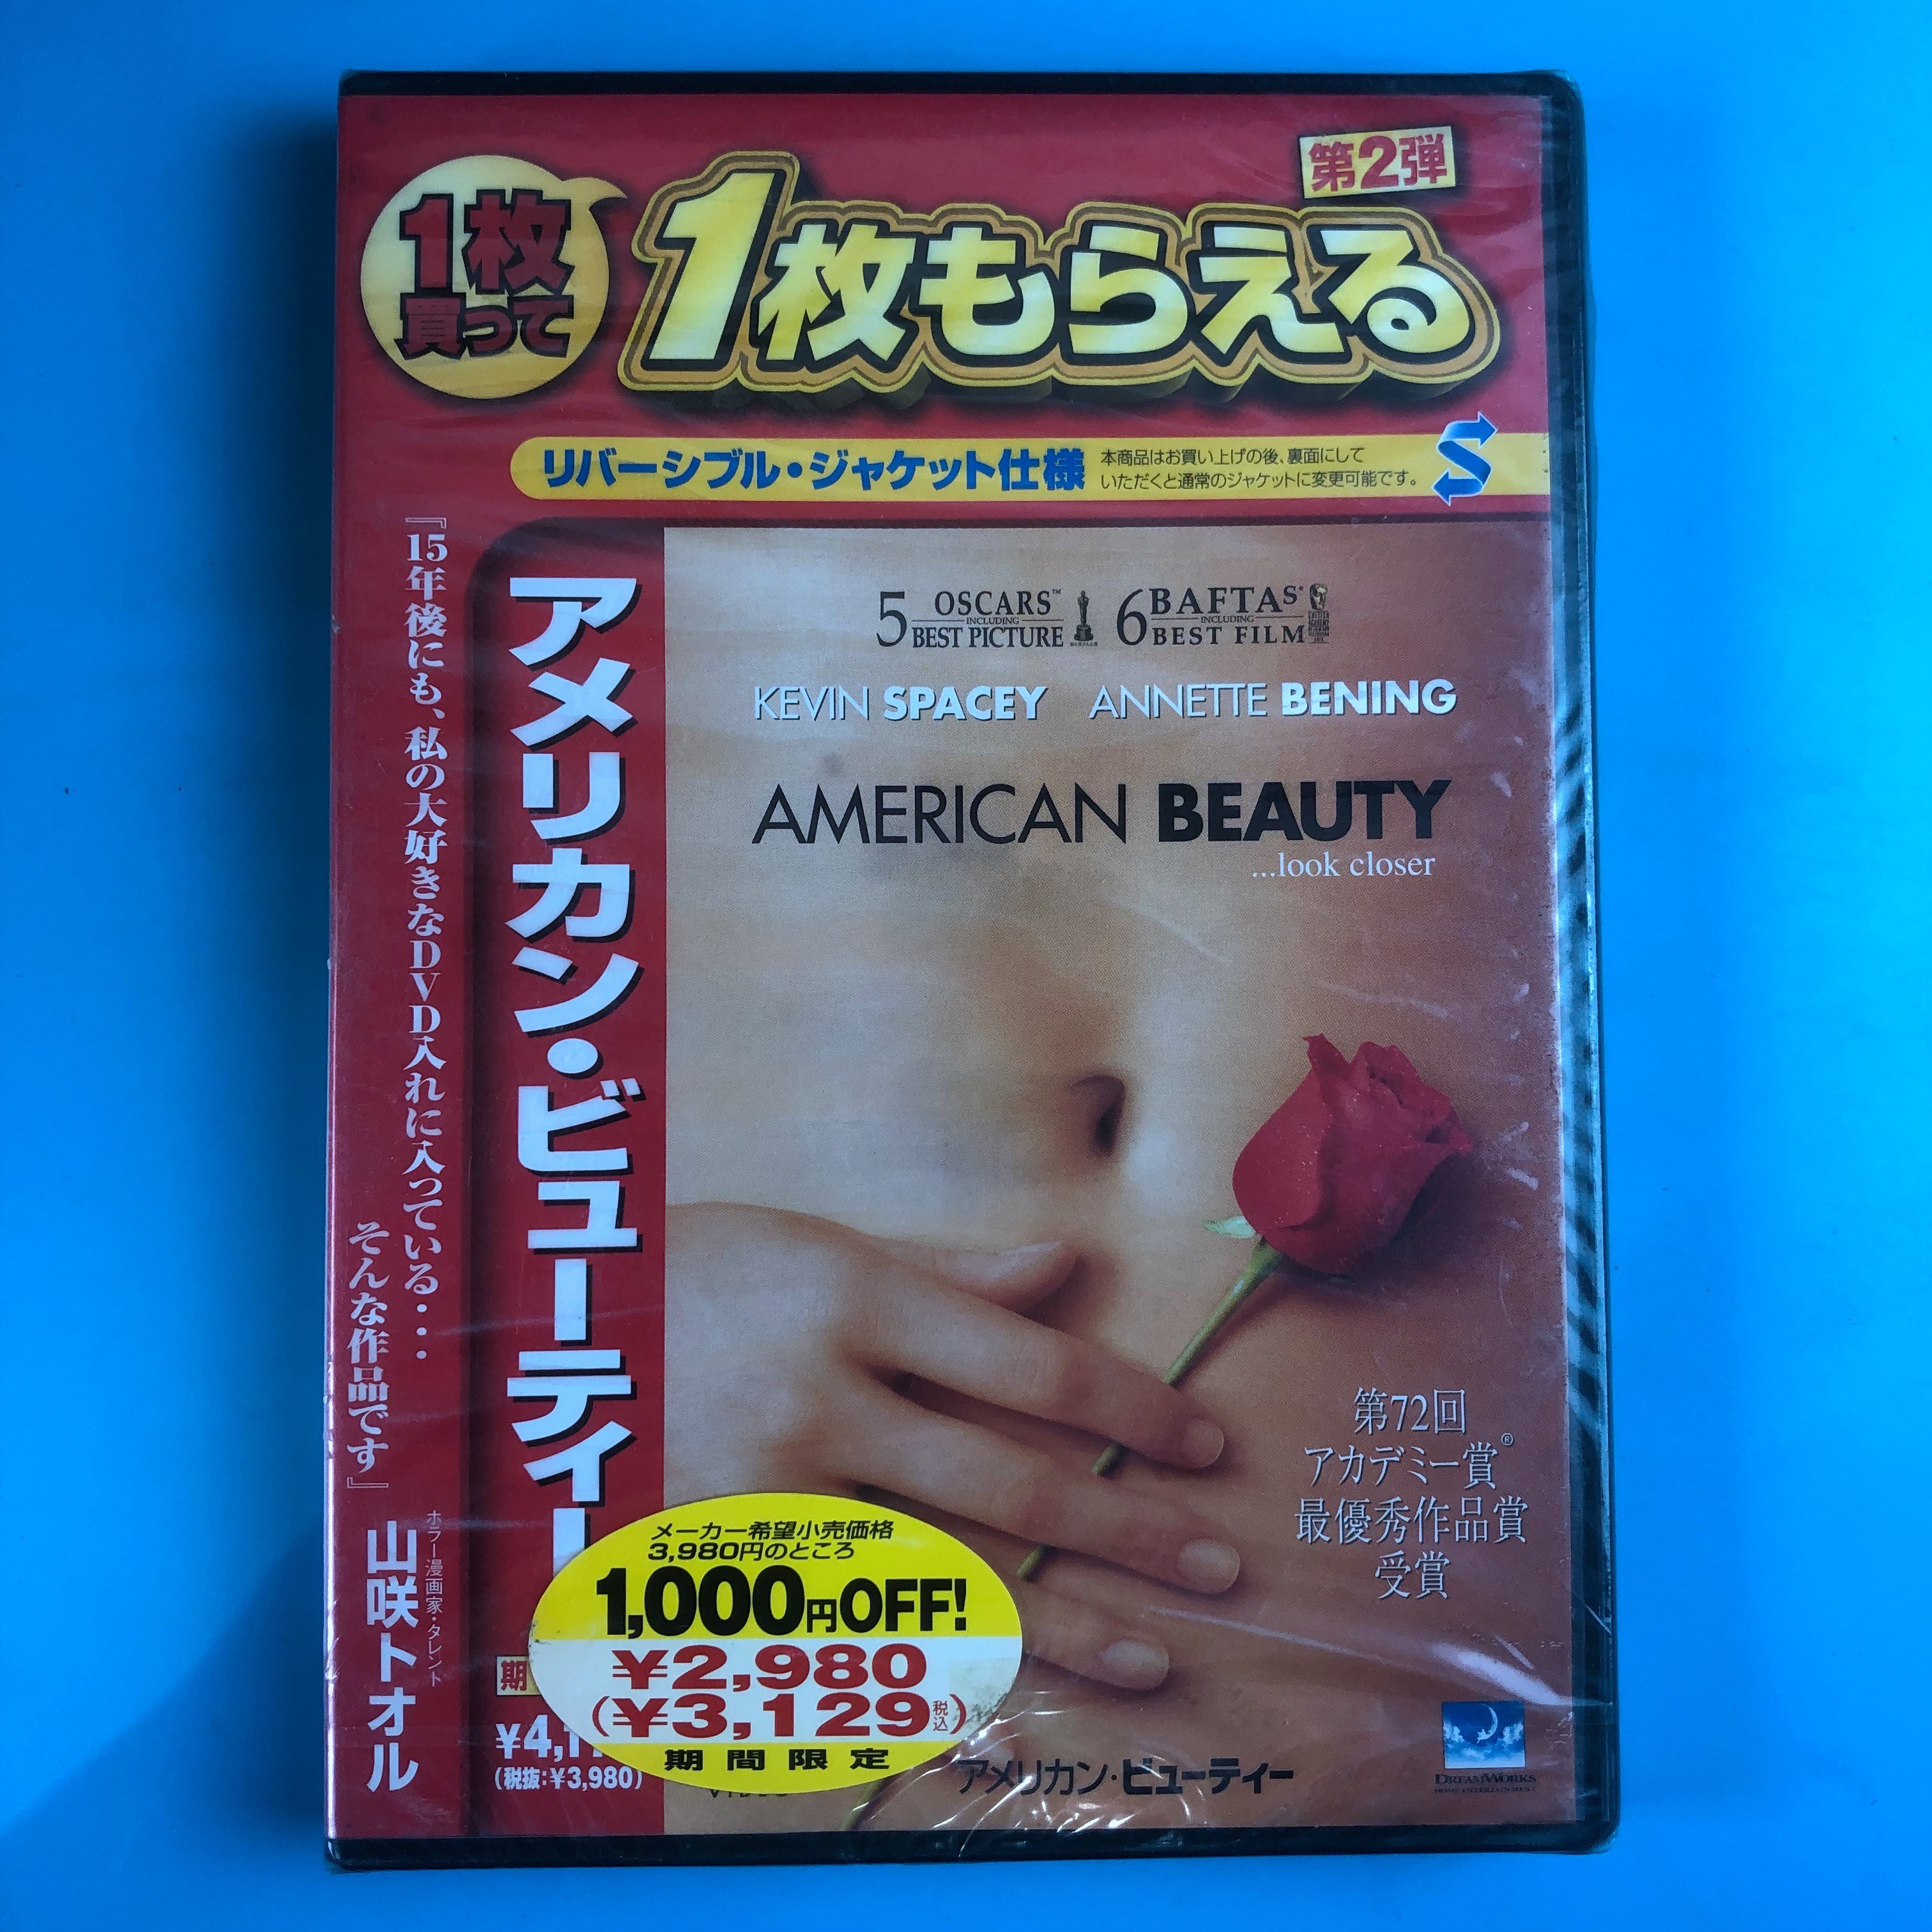 第2弾
1枚
買って
1枚もらえる
リバーシブル・ジャケット仕様
本商品はお買い上げの後、裏面にして
いただくと通常のジャケットに変更可能です。
『15年後にも、私の大好きなDVD入れに入っている・・・
そんな作品です』
ホラー漫画家・タレント
山咲トオル
アメリカン・ビューティー
5 OSCARS™
INCLUDING
BEST PICTURE
6 BAFTAS®
INCLUDING
BEST FILM
KEVIN SPACEY ANNETTE BENING
AMERICAN BEAUTY
...look closer
第72回
アカデミー賞®
最優秀作品賞
受賞
メーカー希望小売価格
3,980円のところ
1,000円OFF!
¥2,980
(¥3,129税込)
期間限定
期
¥4,1
(税抜:¥3,980)
アメリカン・ビューティー
DREAMWORKS
HOME ENTERTAINMENT